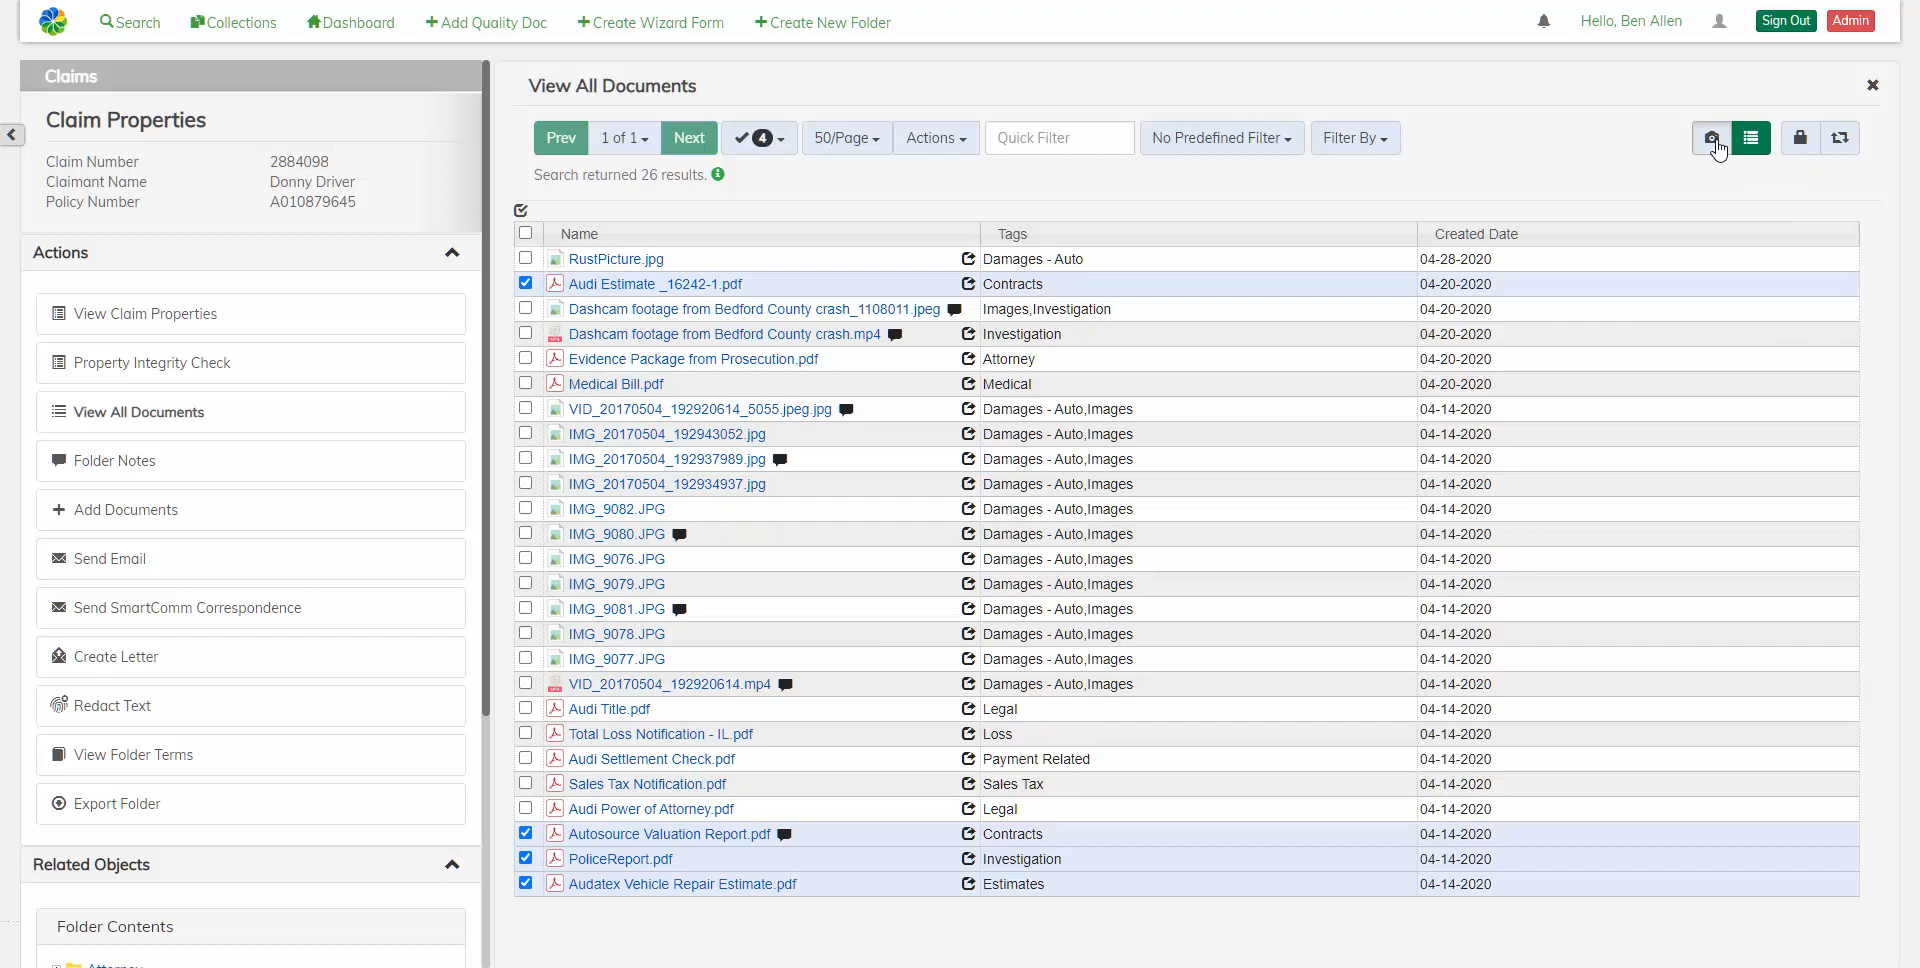 Search
Collections
Dashboard
Add Quality Doc
Create Wizard Form
Create New Folder
Hello, Ben Allen
Sign Out
Admin
Claims
Claim Properties
Claim Number 2884098
Claimant Name Donny Driver
Policy Number A010879645
Actions
View Claim Properties
Property Integrity Check
View All Documents
Folder Notes
Add Documents
Send Email
Send SmartComm Correspondence
Create Letter
Redact Text
View Folder Terms
Export Folder
Related Objects
Folder Contents
View All Documents
Prev 1 of 1 Next 4 50/Page Actions Quick Filter No Predefined Filter Filter By
Search returned 26 results.
Name Tags Created Date
RustPicture.jpg Damages - Auto 04-28-2020
Audi Estimate _16242-1.pdf Contracts 04-20-2020
Dashcam footage from Bedford County crash_1108011.jpeg Images,Investigation 04-20-2020
Dashcam footage from Bedford County crash.mp4 Investigation 04-20-2020
Evidence Package from Prosecution.pdf Attorney 04-20-2020
Medical Bill.pdf Medical 04-20-2020
VID_20170504_192920614_5055.jpeg.jpg Damages - Auto,Images 04-14-2020
IMG_20170504_192943052.jpg Damages - Auto,Images 04-14-2020
IMG_20170504_192937989.jpg Damages - Auto,Images 04-14-2020
IMG_20170504_192934937.jpg Damages - Auto,Images 04-14-2020
IMG_9082.JPG Damages - Auto,Images 04-14-2020
IMG_9080.JPG Damages - Auto,Images 04-14-2020
IMG_9076.JPG Damages - Auto,Images 04-14-2020
IMG_9079.JPG Damages - Auto,Images 04-14-2020
IMG_9081.JPG Damages - Auto,Images 04-14-2020
IMG_9078.JPG Damages - Auto,Images 04-14-2020
IMG_9077.JPG Damages - Auto,Images 04-14-2020
VID_20170504_192920614.mp4 Damages - Auto,Images 04-14-2020
Audi Title.pdf Legal 04-14-2020
Total Loss Notification - IL.pdf Loss 04-14-2020
Audi Settlement Check.pdf Payment Related 04-14-2020
Sales Tax Notification.pdf Sales Tax 04-14-2020
Audi Power of Attorney.pdf Legal 04-14-2020
Autosource Valuation Report.pdf Contracts 04-14-2020
PoliceReport.pdf Investigation 04-14-2020
Audatex Vehicle Repair Estimate.pdf Estimates 04-14-2020